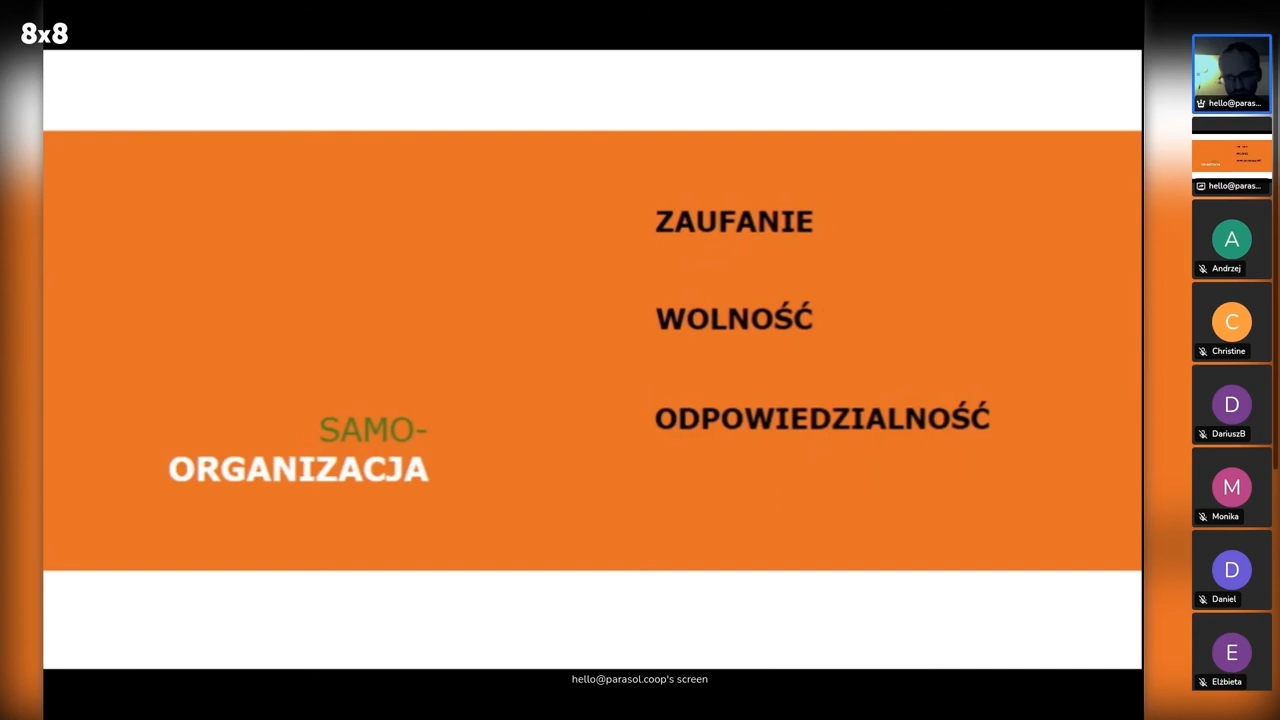 8x8
SAMO-
ORGANIZACJA
ZAUFANIE
WOLNOŚĆ
ODPOWIEDZIALNOŚĆ
hello@parasol.coop's screen
hello@paras...
hello@paras...
A
Andrzej
C
Christine
D
DariuszB
M
Monika
D
Daniel
E
Elżbieta